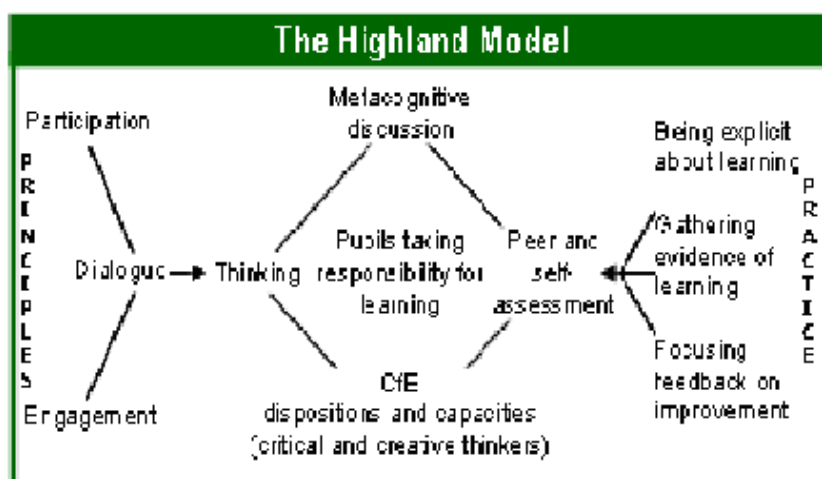 The Highland Model
PRINCIPLES
Participation
Dialogue
Engagement
Thinking
Metacognitive
discussion
Pupils taking
responsibility for
learning
CfE
dispositions and capacities
(critical and creative thinkers)
Peer and
self-
assessment
Being explicit
about learning
Gathering
evidence of
learning
Focusing
feedback on
improvement
PRACTICE